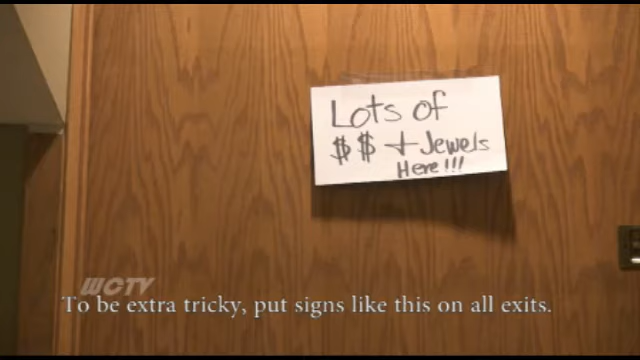 Lots of
$$ + Jewels
Here!!!
WCTV
To be extra tricky, put signs like this on all exits.